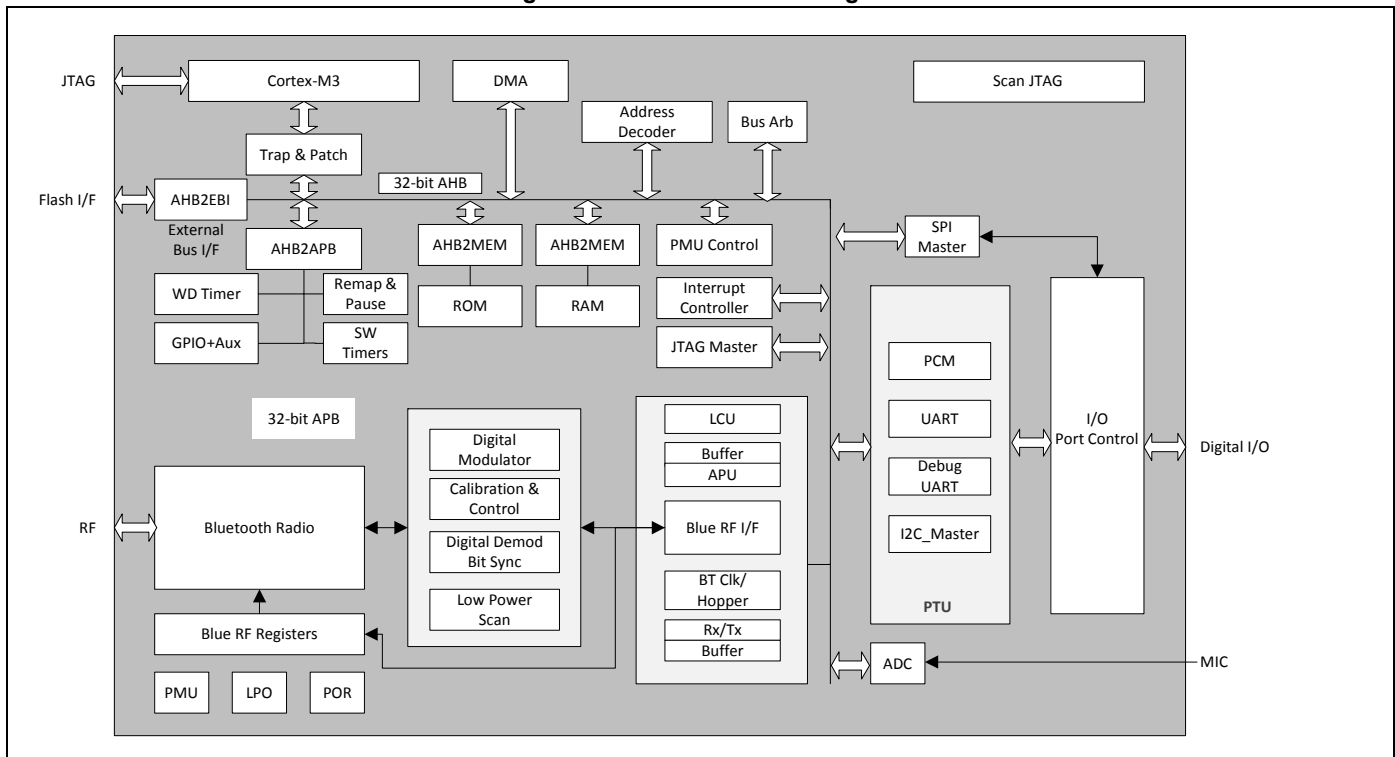 JTAG
Cortex-M3
DMA
Scan JTAG
Address
Decoder
Bus Arb
Trap & Patch
32-bit AHB
Flash I/F
AHB2EBI
External
Bus I/F
AHB2APB
AHB2MEM
AHB2MEM
PMU Control
SPI
Master
WD Timer
Remap &
Pause
ROM
RAM
Interrupt
Controller
GPIO+Aux
SW
Timers
JTAG Master
PCM
UART
Debug
UART
I2C_Master
PTU
I/O
Port Control
Digital I/O
32-bit APB
Digital
Modulator
Calibration &
Control
Digital Demod
Bit Sync
Low Power
Scan
LCU
Buffer
APU
Blue RF I/F
BT Clk/
Hopper
Rx/Tx
Buffer
RF
Bluetooth Radio
Blue RF Registers
PMU
LPO
POR
ADC
MIC